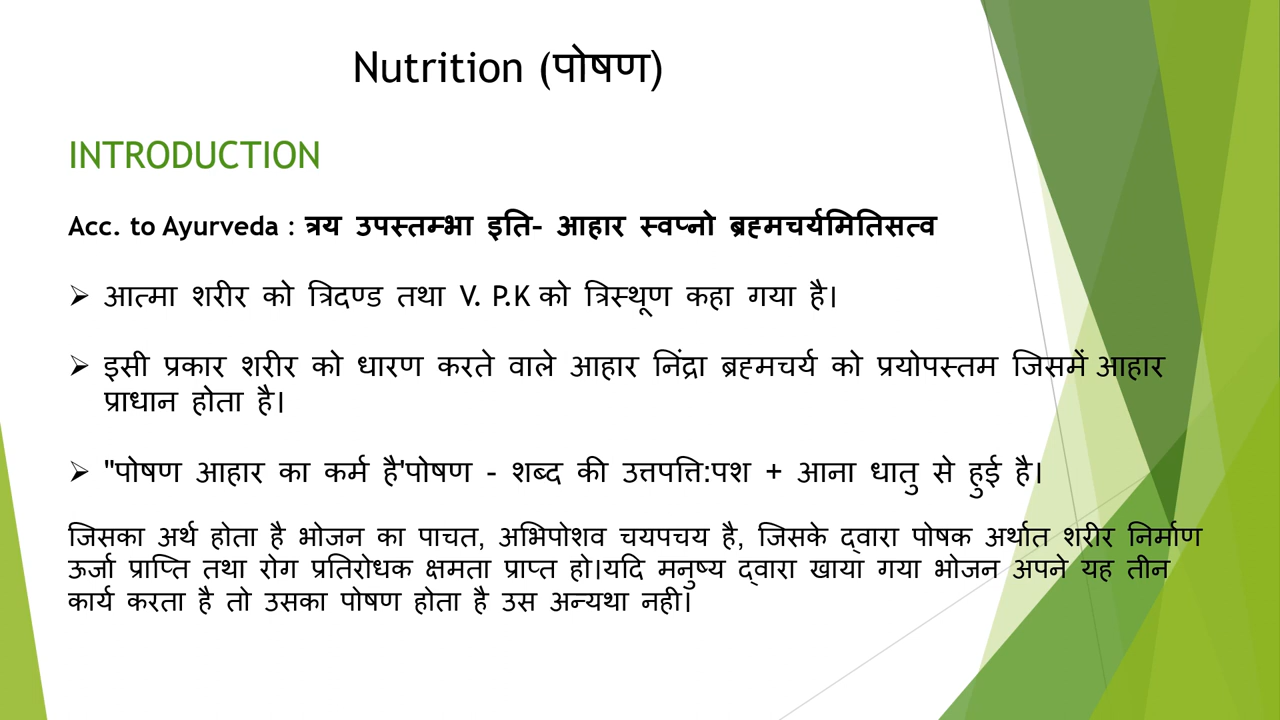 Nutrition (पोषण)
INTRODUCTION
Acc. to Ayurveda : त्रय उपस्तम्भा इति- आहार स्वप्नो ब्रह्मचर्यमितिसत्व
➢ आत्मा शरीर को त्रिदण्ड तथा V. P.K को त्रिस्थूण कहा गया है।
➢ इसी प्रकार शरीर को धारण करते वाले आहार निंद्रा ब्रह्मचर्य को प्रयोपस्तम जिसमें आहार
प्राधान होता है।
➢ "पोषण आहार का कर्म है'पोषण - शब्द की उत्तपत्ति:पश + आना धातु से हुई है।
जिसका अर्थ होता है भोजन का पाचत, अभिपोशव चयपचय है, जिसके द्वारा पोषक अर्थात शरीर निर्माण
ऊर्जा प्राप्ति तथा रोग प्रतिरोधक क्षमता प्राप्त हो।यदि मनुष्य द्वारा खाया गया भोजन अपने यह तीन
कार्य करता है तो उसका पोषण होता है उस अन्यथा नही।